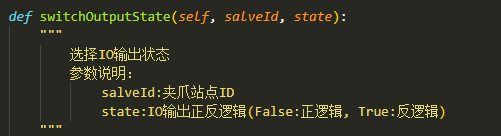 def switchOutputState(self, salveId, state):
"""
选择IO输出状态
参数说明:
salveId:夹爪站点ID
state:IO输出正反逻辑(False:正逻辑, True:反逻辑)
"""